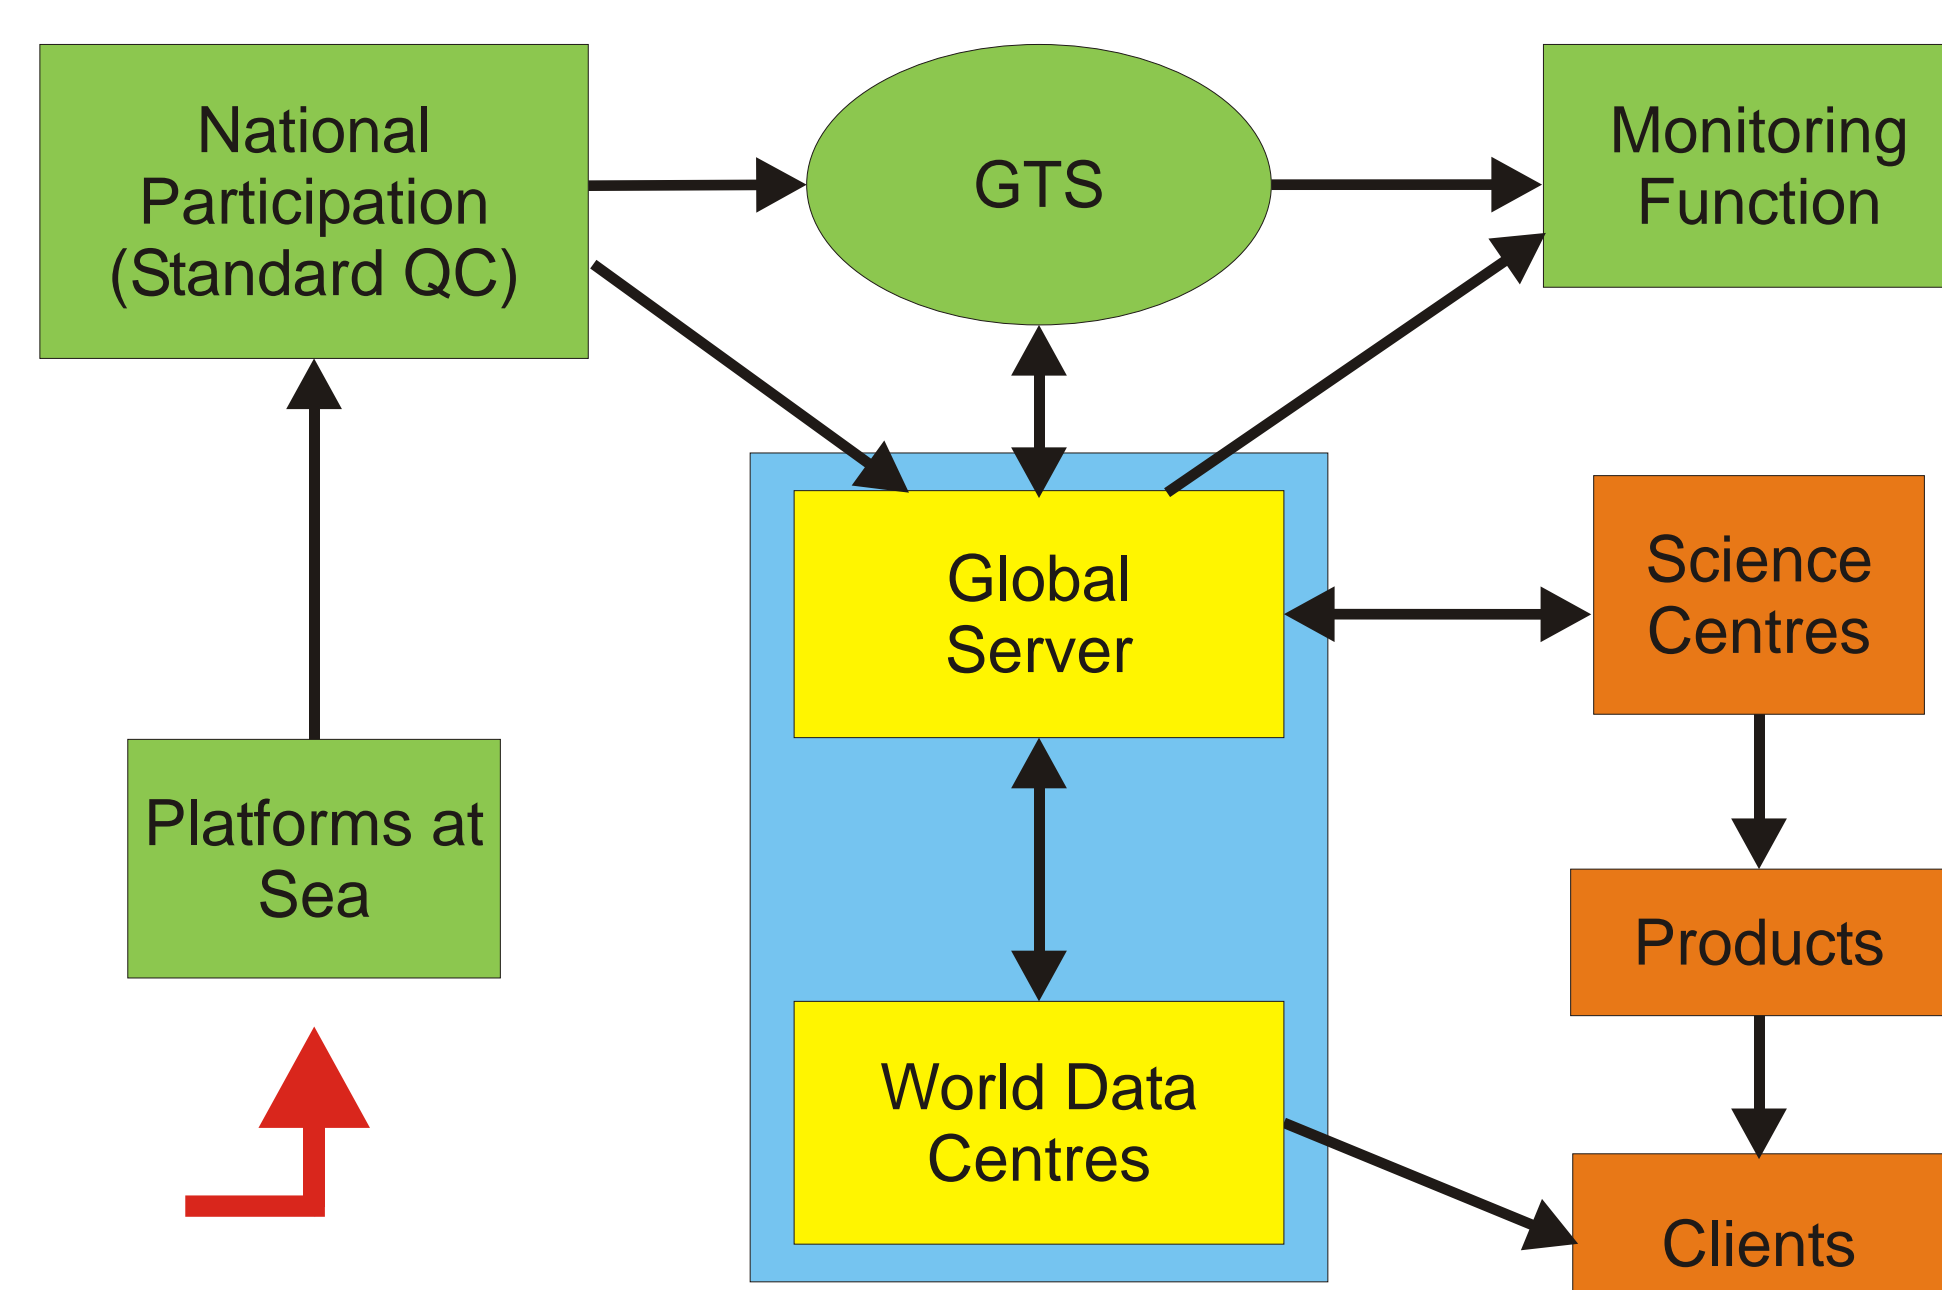 National
Participation
(Standard QC)
GTS
Monitoring
Function
Global
Server
Science
Centres
Platforms at
Sea
Products
World Data
Centres
Clients